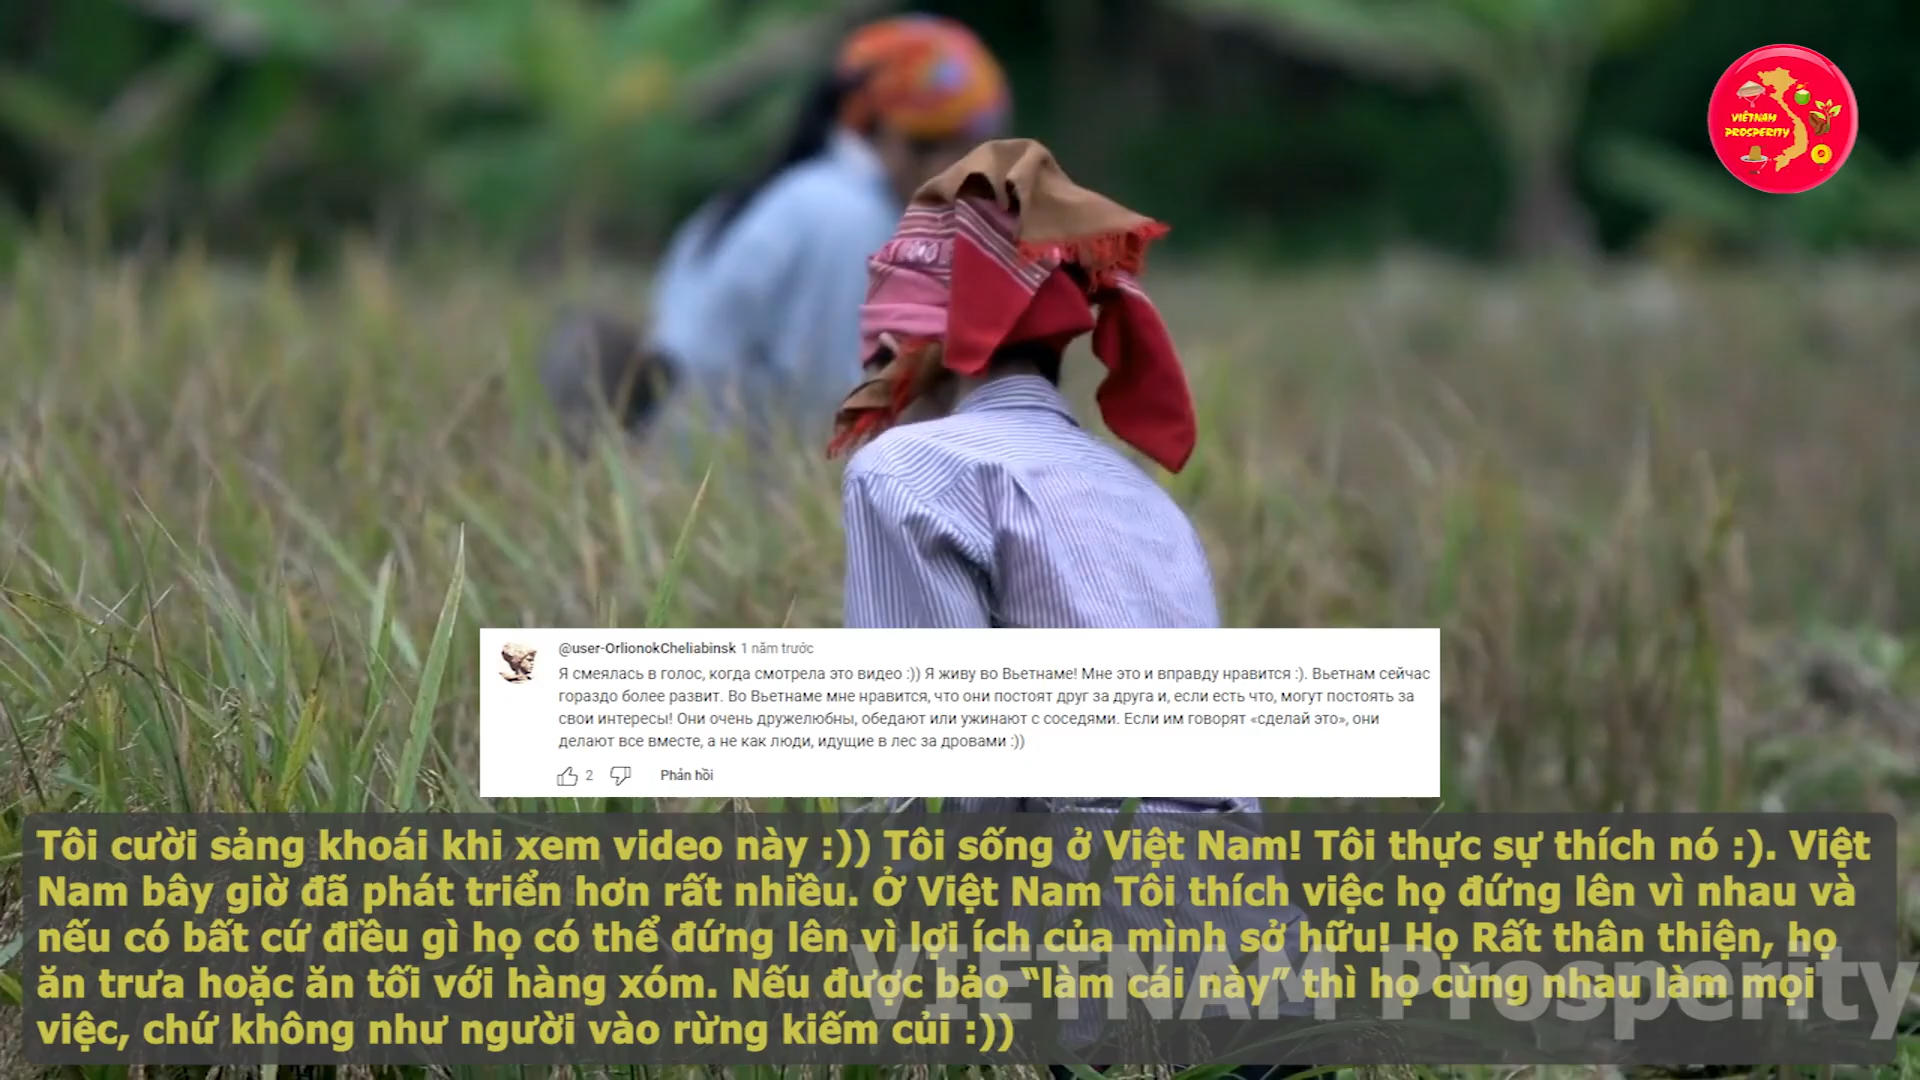 VIETNAM
PROSPERITY
@user-OrlionokCheliabinsk 1 năm trước
Я смеялась в голос, когда смотрела это видео :)) Я живу во Вьетнаме! Мне это и вправду нравится :). Вьетнам сейчас
гораздо более развит. Во Вьетнаме мне нравится, что они постоят друг за друга и, если есть что, могут постоять за
свои интересы! Они очень дружелюбны, обедают или ужинают с соседями. Если им говорят «сделай это», они
делают все вместе, а не как люди, идущие в лес за дровами :))
2 Phản hồi
Tôi cười sảng khoái khi xem video này :)) Tôi sống ở Việt Nam! Tôi thực sự thích nó :). Việt
Nam bây giờ đã phát triển hơn rất nhiều. Ở Việt Nam Tôi thích việc họ đứng lên vì nhau và
nếu có bất cứ điều gì họ có thể đứng lên vì lợi ích của mình sở hữu! Họ Rất thân thiện, họ
ăn trưa hoặc ăn tối với hàng xóm. Nếu được bảo “làm cái này” thì họ cùng nhau làm mọi
việc, chứ không như người vào rừng kiếm củi :))
VIETNAM Prosperity